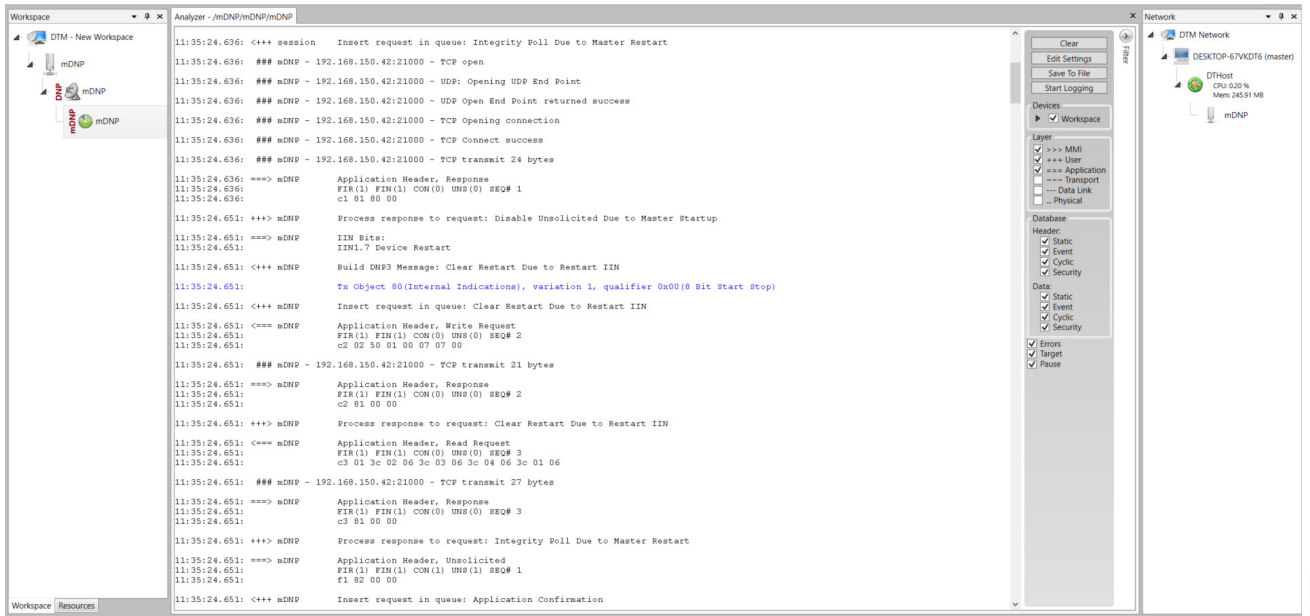 Workspace
DTM - New Workspace
mDNP
DNP mDNP
mDNP mDNP
Workspace Resources
Analyzer - /mDNP/mDNP/mDNP
11:35:24.636: <+++ session Insert request in queue: Integrity Poll Due to Master Restart
11:35:24.636: ### mDNP - 192.168.150.42:21000 - TCP open
11:35:24.636: ### mDNP - 192.168.150.42:21000 - UDP: Opening UDP End Point
11:35:24.636: ### mDNP - 192.168.150.42:21000 - UDP Open End Point returned success
11:35:24.636: ### mDNP - 192.168.150.42:21000 - TCP Opening connection
11:35:24.636: ### mDNP - 192.168.150.42:21000 - TCP Connect success
11:35:24.636: ### mDNP - 192.168.150.42:21000 - TCP transmit 24 bytes
11:35:24.636: ===> mDNP Application Header, Response
11:35:24.636: FIR(1) FIN(1) CON(0) UNS(0) SEQ# 1
11:35:24.636: c1 81 80 00
11:35:24.651: +++> mDNP Process response to request: Disable Unsolicited Due to Master Startup
11:35:24.651: ===> mDNP IIN Bits:
11:35:24.651: IIN1.7 Device Restart
11:35:24.651: <+++ mDNP Build DNP3 Message: Clear Restart Due to Restart IIN
11:35:24.651: Tx Object 80(Internal Indications), variation 1, qualifier 0x00(8 Bit Start Stop)
11:35:24.651: <+++ mDNP Insert request in queue: Clear Restart Due to Restart IIN
11:35:24.651: <=== mDNP Application Header, Write Request
11:35:24.651: FIR(1) FIN(1) CON(0) UNS(0) SEQ# 2
11:35:24.651: c2 02 50 01 00 07 07 00
11:35:24.651: ### mDNP - 192.168.150.42:21000 - TCP transmit 21 bytes
11:35:24.651: ===> mDNP Application Header, Response
11:35:24.651: FIR(1) FIN(1) CON(0) UNS(0) SEQ# 2
11:35:24.651: c2 81 00 00
11:35:24.651: +++> mDNP Process response to request: Clear Restart Due to Restart IIN
11:35:24.651: <=== mDNP Application Header, Read Request
11:35:24.651: FIR(1) FIN(1) CON(0) UNS(0) SEQ# 3
11:35:24.651: c3 01 3c 02 06 3c 03 06 3c 04 06 3c 01 06
11:35:24.651: ### mDNP - 192.168.150.42:21000 - TCP transmit 27 bytes
11:35:24.651: ===> mDNP Application Header, Response
11:35:24.651: FIR(1) FIN(1) CON(0) UNS(0) SEQ# 3
11:35:24.651: c3 81 00 00
11:35:24.651: +++> mDNP Process response to request: Integrity Poll Due to Master Restart
11:35:24.651: ===> mDNP Application Header, Unsolicited
11:35:24.651: FIR(1) FIN(1) CON(1) UNS(1) SEQ# 1
11:35:24.651: f1 82 00 00
11:35:24.651: <+++ mDNP Insert request in queue: Application Confirmation
Clear
Edit Settings
Save To File
Start Logging
Devices
Workspace
Layer
>>> MMI
+++ User
=== Application
~~~ Transport
--- Data Link
... Physical
Database
Header:
Static
Event
Cyclic
Security
Data:
Static
Event
Cyclic
Security
Errors
Target
Pause
Filter
Network
DTM Network
DESKTOP-67VKDT6 (master)
DTHost
CPU: 0.20 %
Mem: 245.91 MB
mDNP